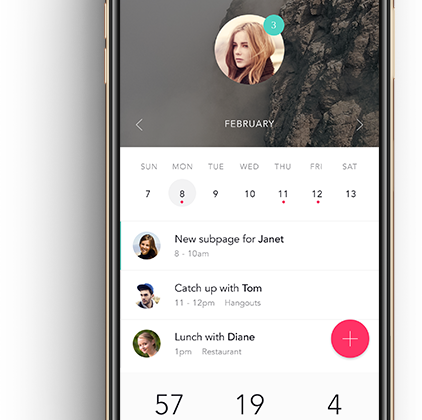 3
FEBRUARY
SUN MON TUE WED THU FRI SAT
7 8 9 10 11 12 13
New subpage for Janet
8 - 10am
Catch up with Tom
11 - 12pm Hangouts
Lunch with Diane
1pm Restaurant
57 19 4